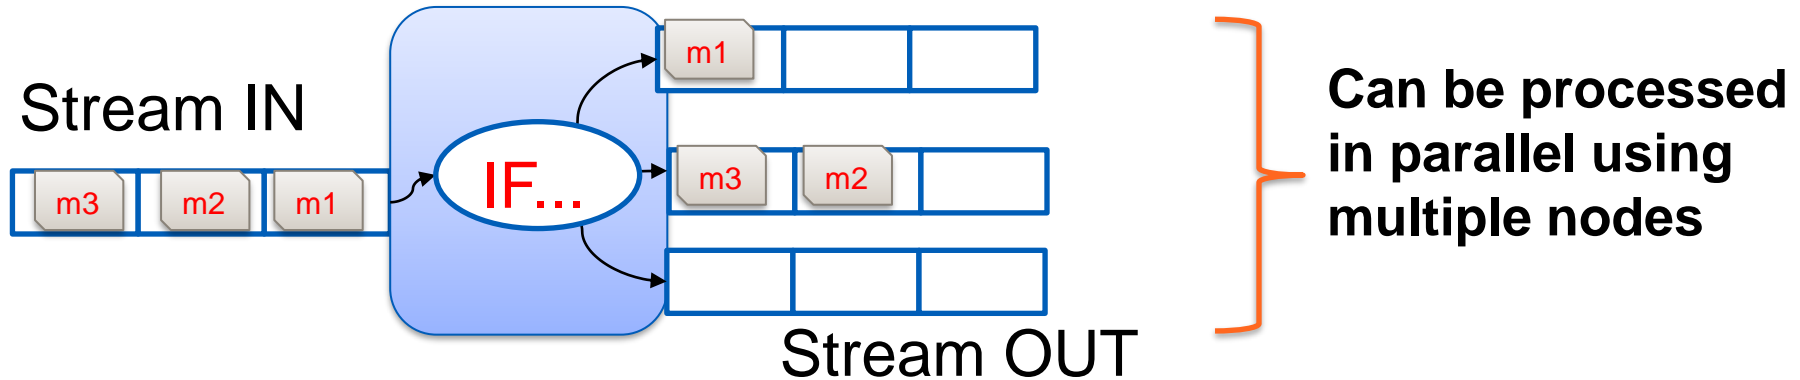 Stream IN
m3 m2 m1
IF...
m1
m3 m2
Stream OUT
Can be processed
in parallel using
multiple nodes